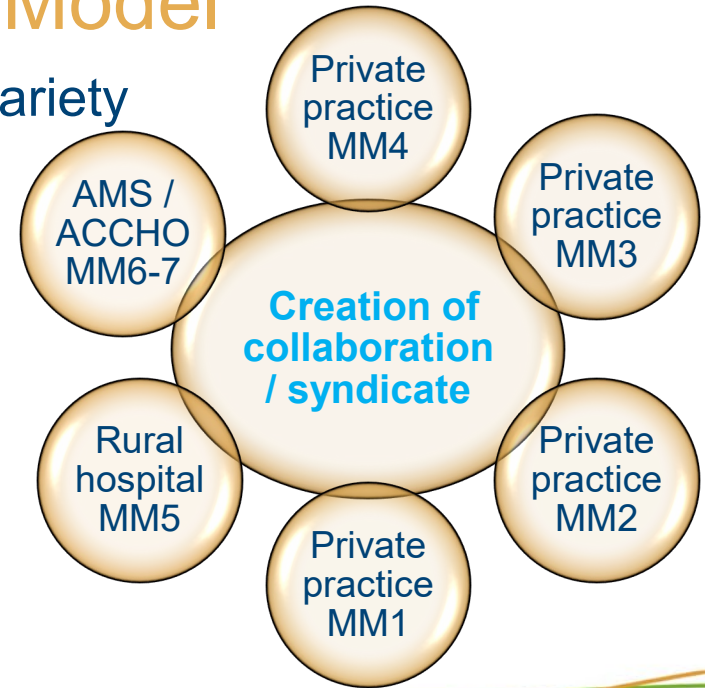 Model
ariety
Private
practice
MM4
AMS /
ACCHO
MM6-7
Private
practice
MM3
Creation of
collaboration
/ syndicate
Rural
hospital
MM5
Private
practice
MM2
Private
practice
MM1